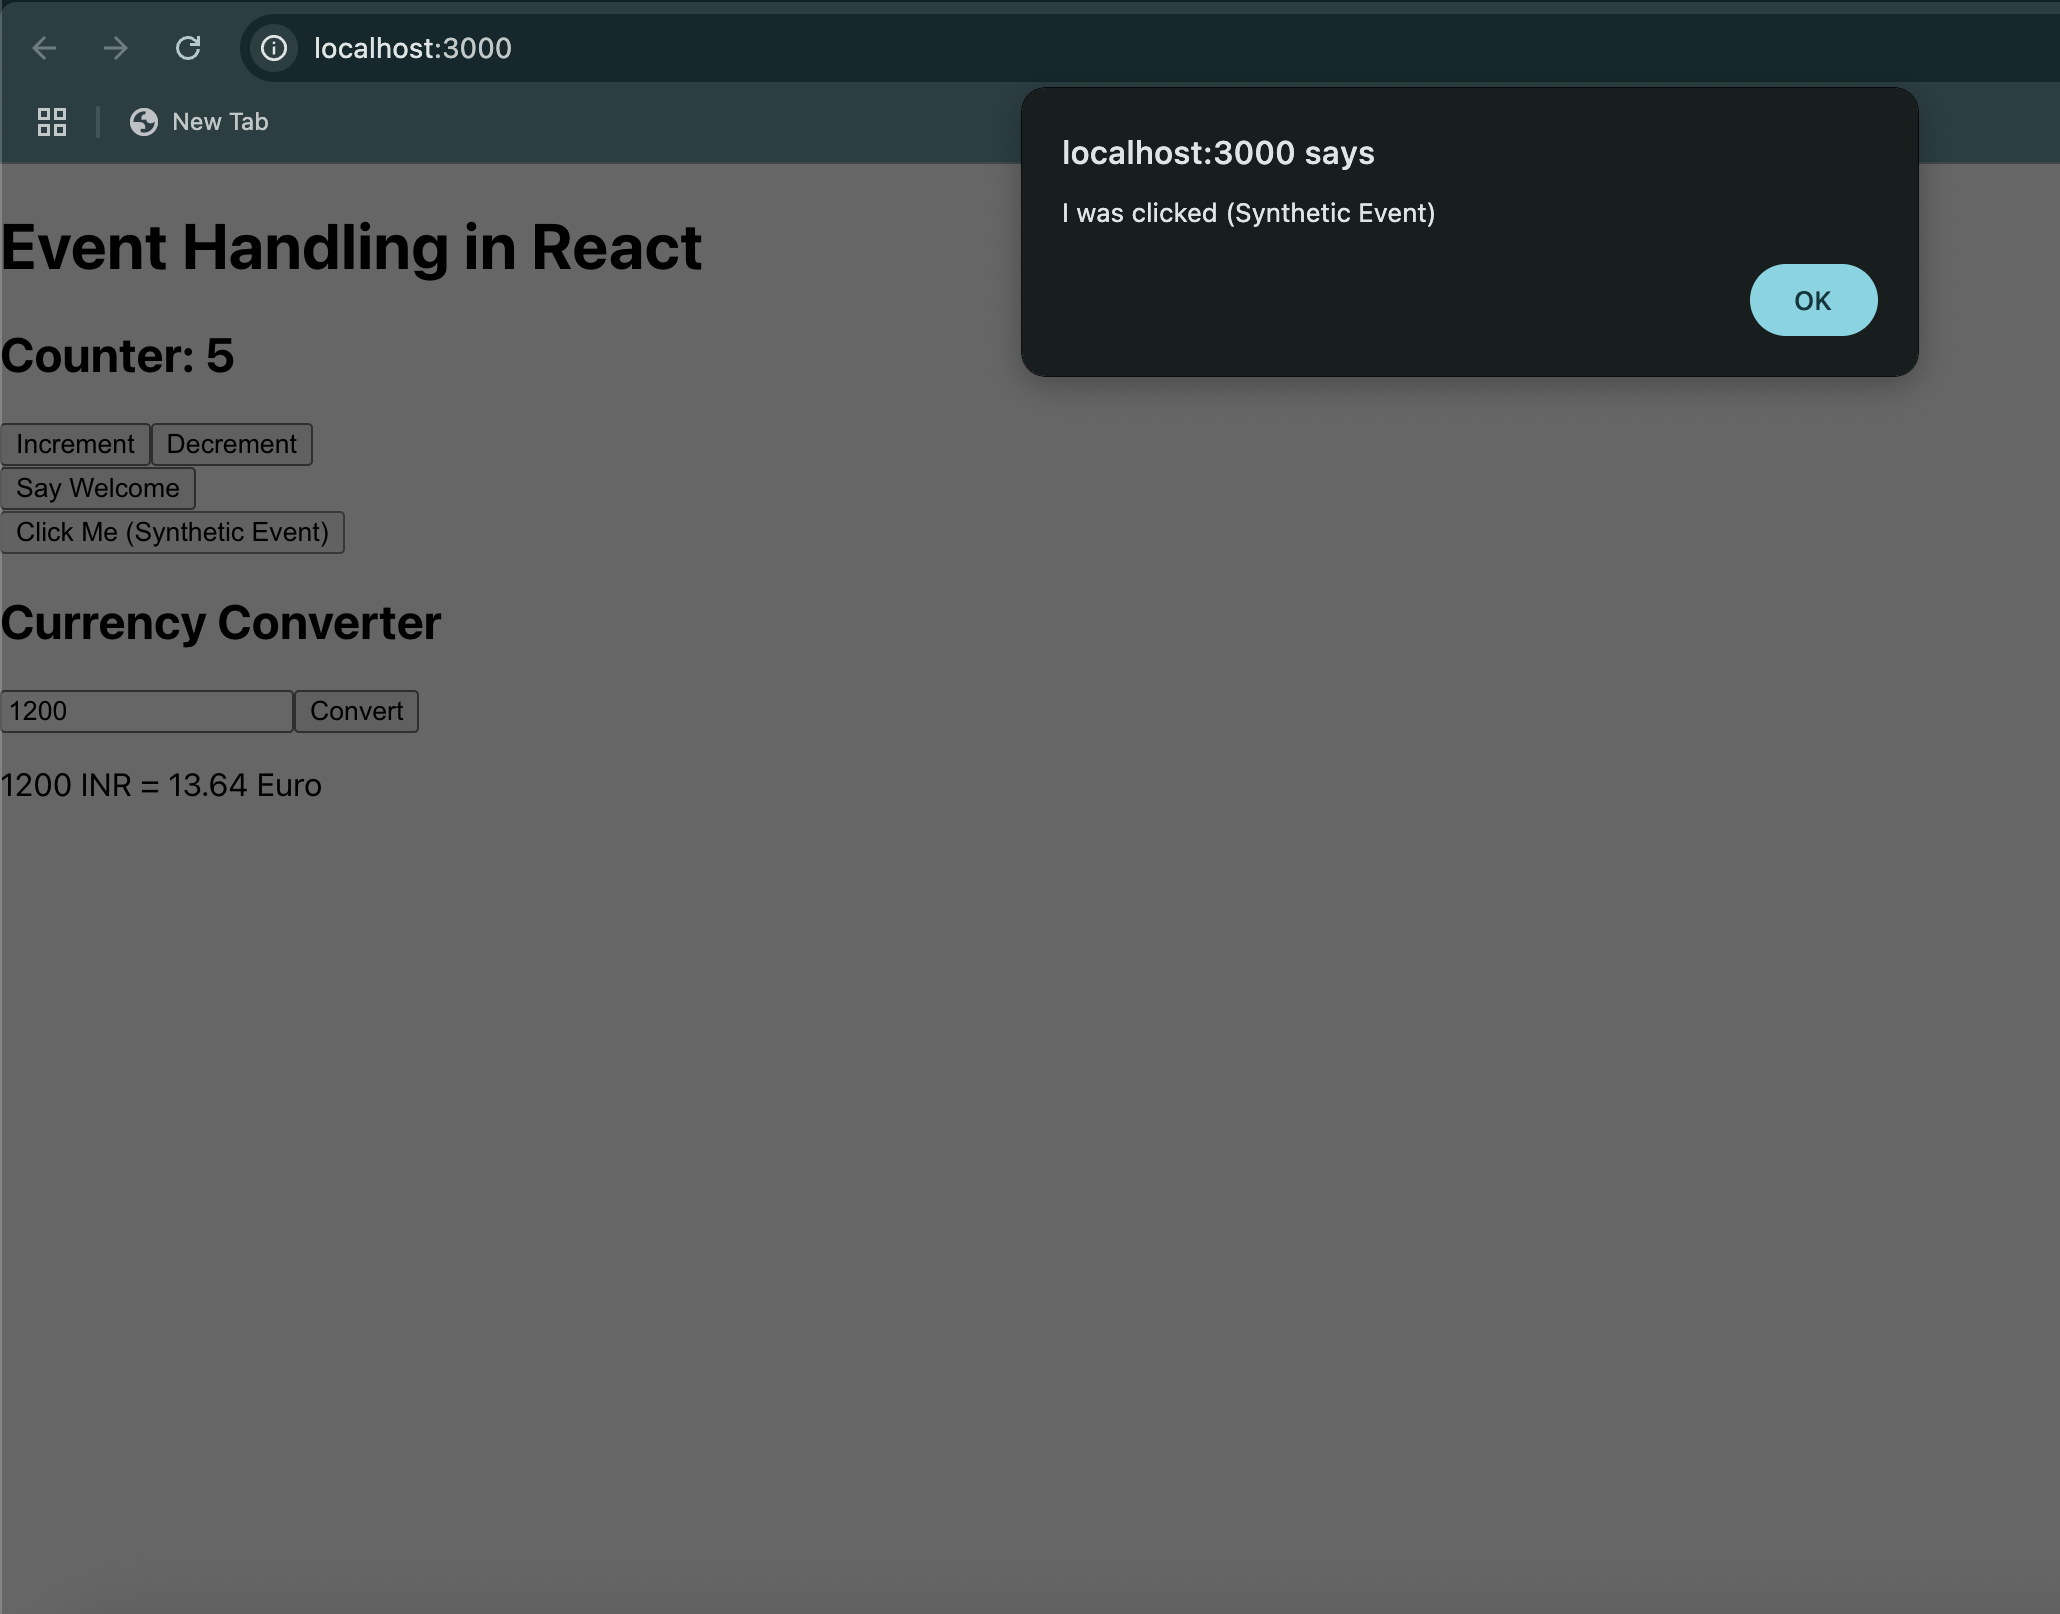 localhost:3000
New Tab
localhost:3000 says
I was clicked (Synthetic Event)
OK
Event Handling in React
Counter: 5
Increment Decrement
Say Welcome
Click Me (Synthetic Event)
Currency Converter
1200 Convert
1200 INR = 13.64 Euro